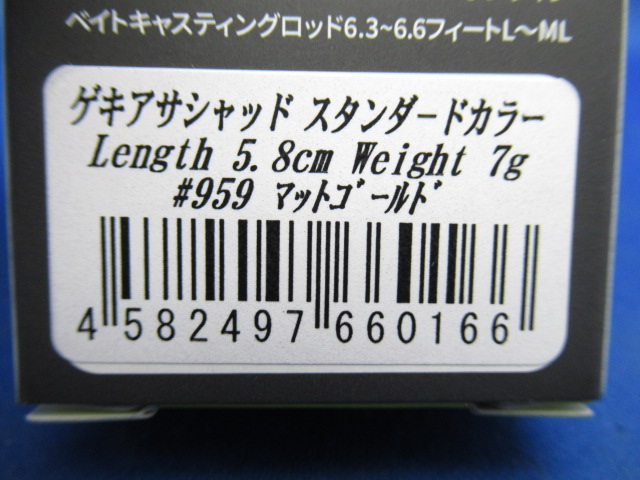 ベイトキャスティングロッド6.3~6.6フィートL~ML
ゲキアサシャッド スタンダードカラー
Length 5.8cm Weight 7g
#959 マットゴールド
4 582497 660166